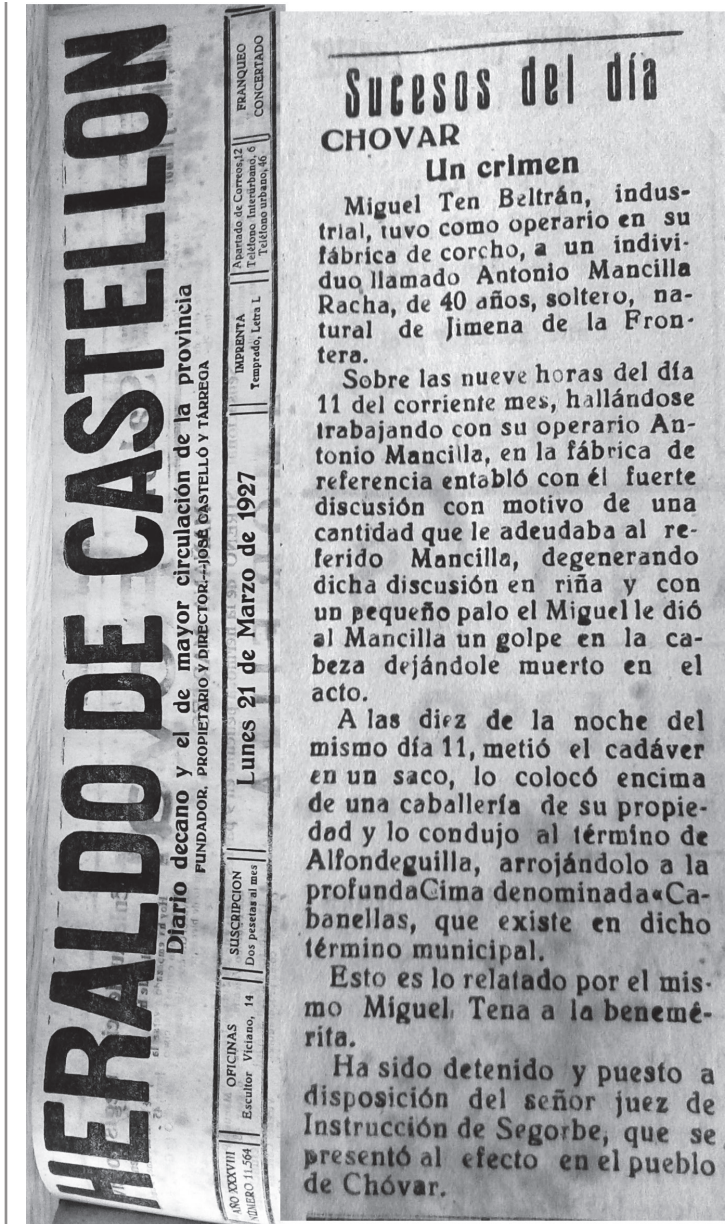 HERALDO DE CASTELLON
Diario decano y el de mayor circulación de la provincia
FUNDADOR, PROPIETARIO Y DIRECTOR.—JOSÉ CASTELLÓ Y TÁRREGA
AÑO XXXVIII
NÚMERO 11.564
OFICINAS
Escultor Viciano, 14
SUSCRIPCION
Dos pesetas al mes
Lunes 21 de Marzo de 1927
IMPRENTA
Temprado, Letra L
Apartado de Correos, 12
Teléfono Interurbano, 6
Teléfono urbano, 46
FRANQUEO
CONCERTADO
Sucesos del día
CHOVAR
Un crimen
Miguel Ten Beltrán, indus-
trial, tuvo como operario en su
fábrica de corcho, a un indivi-
duo llamado Antonio Mancilla
Racha, de 40 años, soltero, na-
tural de Jimena de la Fron-
tera.
Sobre las nueve horas del día
11 del corriente mes, hallándose
trabajando con su operario An-
tonio Mancilla, en la fábrica de
referencia entabló con él fuerte
discusión con motivo de una
cantidad que le adeudaba al re-
ferido Mancilla, degenerando
dicha discusión en riña y con
un pequeño palo el Miguel le dió
al Mancilla un golpe en la ca-
beza dejándole muerto en el
acto.
A las diez de la noche del
mismo día 11, metió el cadáver
en un saco, lo colocó encima
de una caballería de su propie-
dad y lo condujo al término de
Alfondeguilla, arrojándolo a la
profundaCima denominada«Ca-
banellas, que existe en dicho
término municipal.
Esto es lo relatado por el mis-
mo Miguel Tena a la benemé-
rita.
Ha sido detenido y puesto a
disposición del señor juez de
Instrucción de Segorbe, que se
presentó al efecto en el pueblo
de Chóvar.